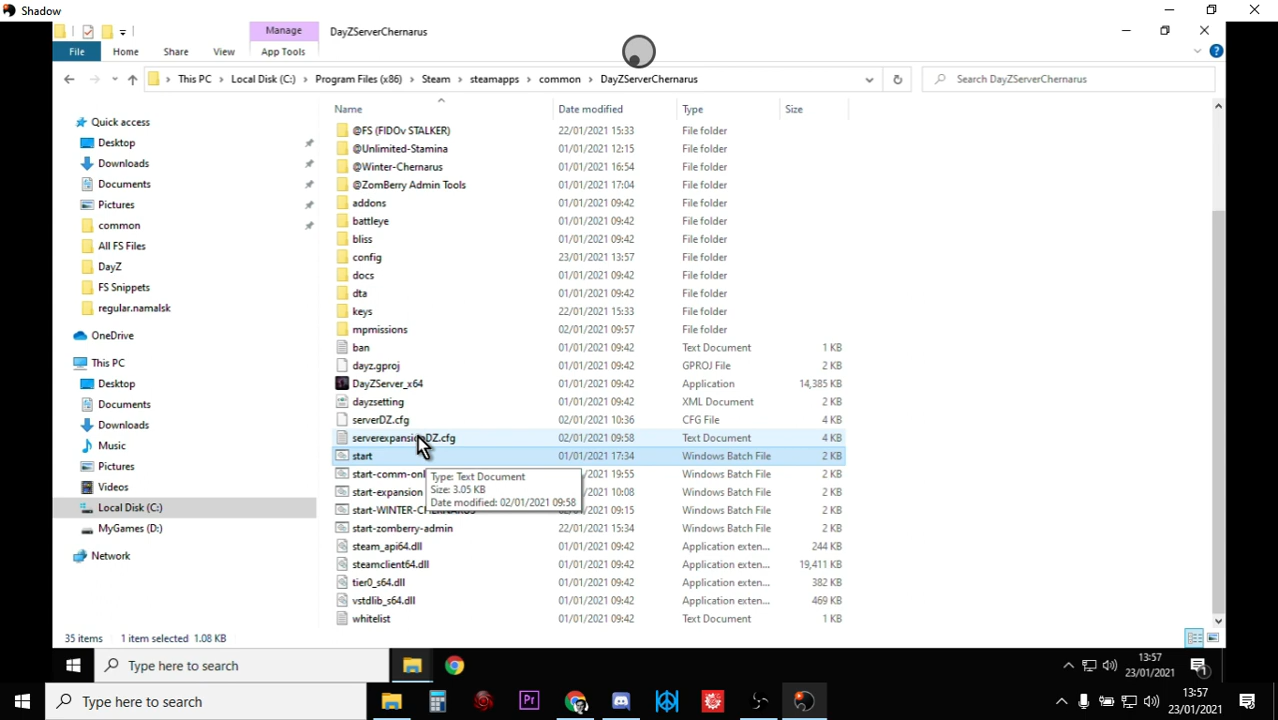 Shadow
Manage
DayZServerChernarus
File Home Share View App Tools
This PC › Local Disk (C:) › Program Files (x86) › Steam › steamapps › common › DayZServerChernarus
Search DayZServerChernarus
Name Date modified Type Size
Quick access
Desktop
Downloads
Documents
Pictures
common
All FS Files
DayZ
FS Snippets
regular.namalsk
OneDrive
This PC
Desktop
Documents
Downloads
Music
Pictures
Videos
Local Disk (C:)
MyGames (D:)
Network
@FS (FIDOv STALKER) 22/01/2021 15:33 File folder
@Unlimited-Stamina 01/01/2021 12:15 File folder
@Winter-Chernarus 01/01/2021 16:54 File folder
@ZomBerry Admin Tools 01/01/2021 17:04 File folder
addons 01/01/2021 09:42 File folder
battleye 01/01/2021 09:42 File folder
bliss 01/01/2021 09:42 File folder
config 23/01/2021 13:57 File folder
docs 01/01/2021 09:42 File folder
dta 01/01/2021 09:42 File folder
keys 22/01/2021 15:33 File folder
mpmissions 02/01/2021 09:57 File folder
ban 01/01/2021 09:42 Text Document 1 KB
dayz.gproj 01/01/2021 09:42 GPROJ File 2 KB
DayZServer_x64 01/01/2021 09:42 Application 14,385 KB
dayzsetting 01/01/2021 09:42 XML Document 2 KB
serverDZ.cfg 02/01/2021 10:36 CFG File 4 KB
serverexpansionDZ.cfg 02/01/2021 09:58 Text Document 4 KB
start 01/01/2021 17:34 Windows Batch File 2 KB
start-comm-onl /2021 19:55 Windows Batch File 2 KB
start-expansion /2021 10:08 Windows Batch File 2 KB
start-WINTER- /2021 09:15 Windows Batch File 2 KB
start-zomberry-admin 22/01/2021 15:34 Windows Batch File 2 KB
steam_api64.dll 01/01/2021 09:42 Application exten... 244 KB
steamclient64.dll 01/01/2021 09:42 Application exten... 19,411 KB
tier0_s64.dll 01/01/2021 09:42 Application exten... 382 KB
vstdlib_s64.dll 01/01/2021 09:42 Application exten... 469 KB
whitelist 01/01/2021 09:42 Text Document 1 KB
Type: Text Document
Size: 3.05 KB
Date modified: 02/01/2021 09:58
35 items 1 item selected 1.08 KB
Type here to search
13:57
23/01/2021
1
Type here to search
Pr
13:57
23/01/2021